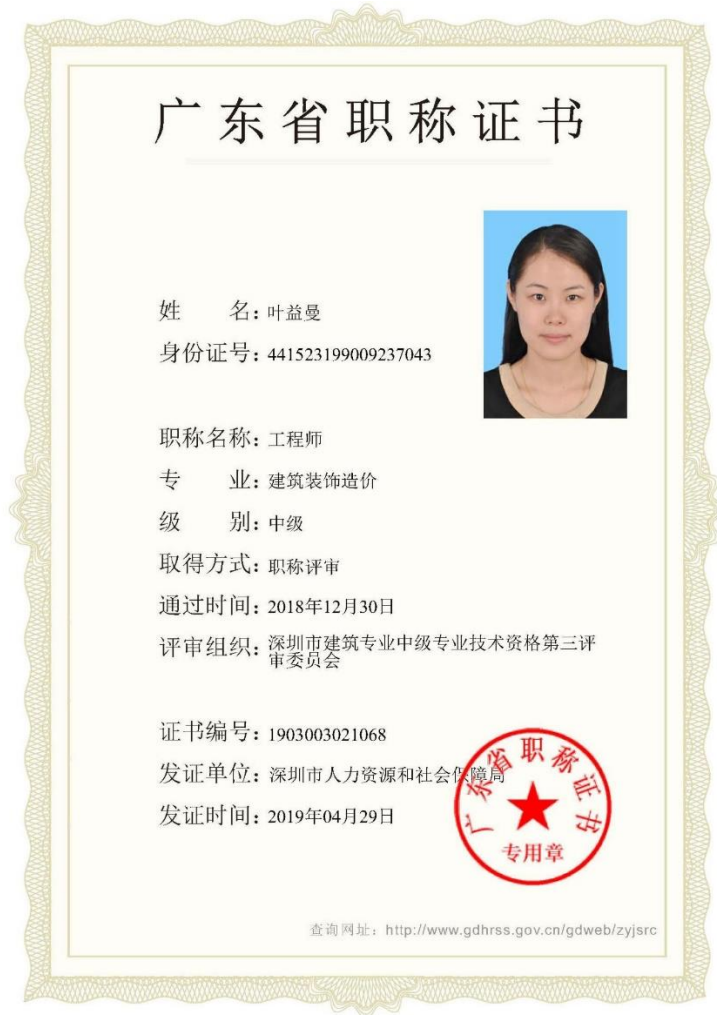 广东省职称证书
姓 名：叶益曼
身份证号：441523199009237043
职称名称：工程师
专 业：建筑装饰造价
级 别：中级
取得方式：职称评审
通过时间：2018年12月30日
评审组织：深圳市建筑专业中级专业技术资格第三评
审委员会
证书编号：1903003021068
发证单位：深圳市人力资源和社会保障局
发证时间：2019年04月29日
广东省职称证书
专用章
查询网址：http://www.gdhrss.gov.cn/gdweb/zyjsrc